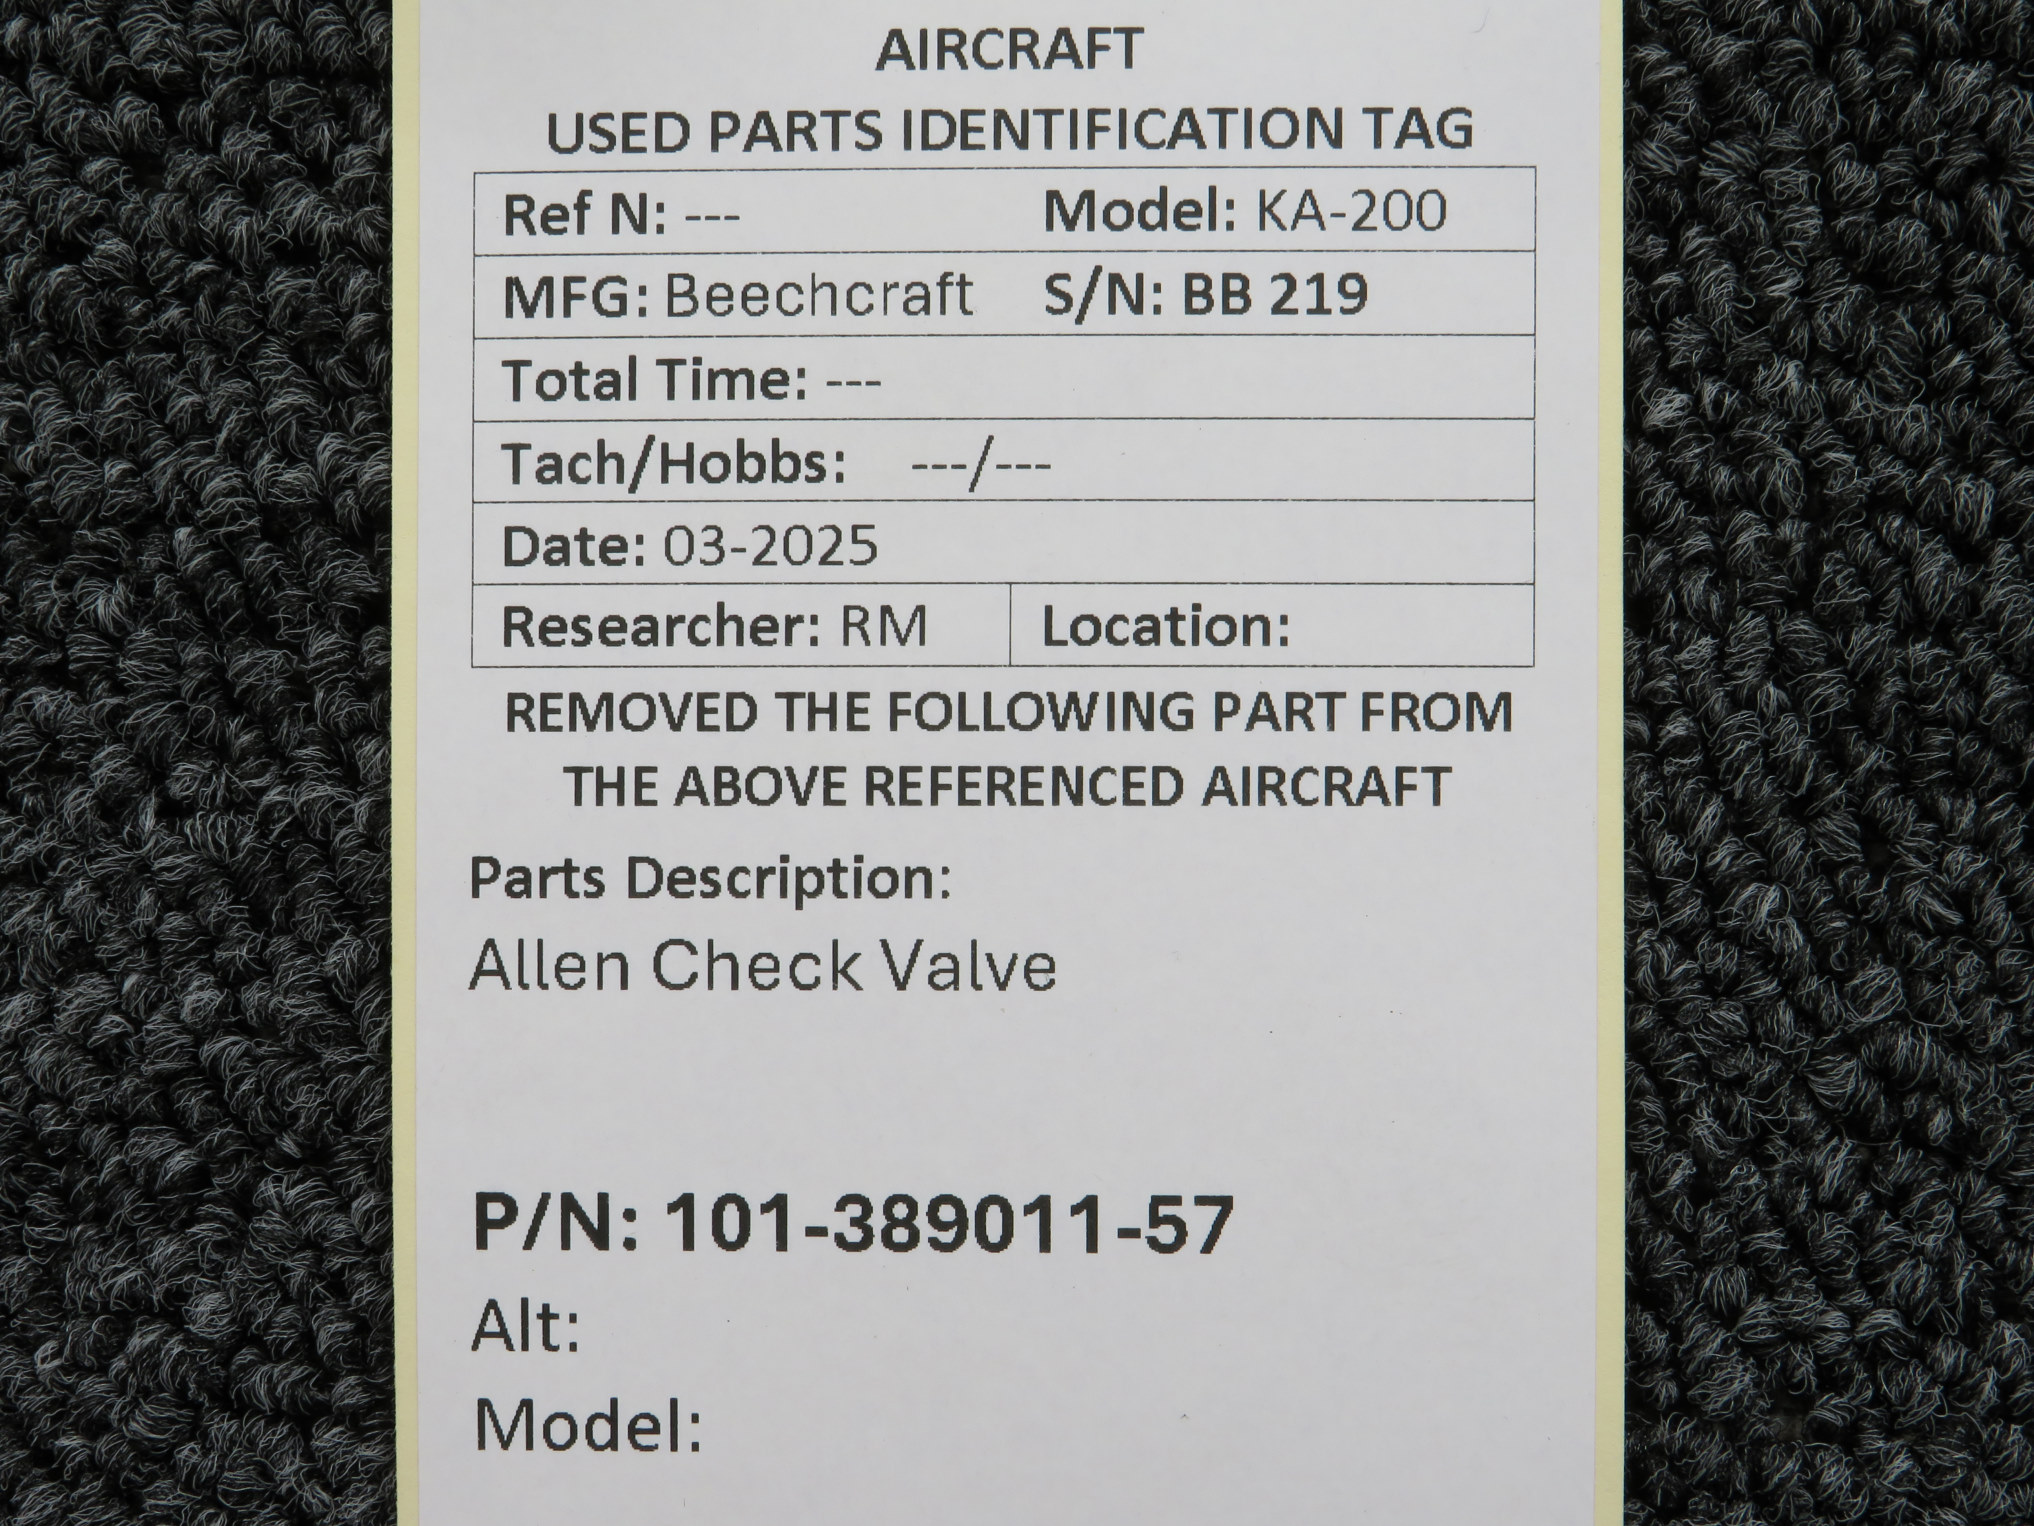 AIRCRAFT
USED PARTS IDENTIFICATION TAG
Ref N: --- Model: KA-200
MFG: Beechcraft S/N: BB 219
Total Time: ---
Tach/Hobbs: ---/---
Date: 03-2025
Researcher: RM Location:
REMOVED THE FOLLOWING PART FROM
THE ABOVE REFERENCED AIRCRAFT
Parts Description:
Allen Check Valve
P/N: 101-389011-57
Alt:
Model: